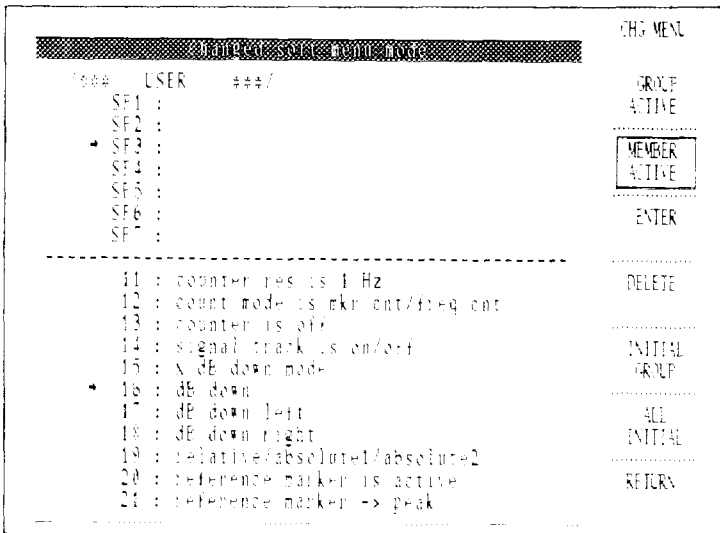 CHG MENU
Changed soft menu mode
/*** USER ***/
SF1 :
SF2 :
→ SF3 :
SF4 :
SF5 :
SF6 :
SF7 :
11 : counter res is 1 Hz
12 : count mode is mkr cnt/freq cnt
13 : counter is off
14 : signal track is on/off
15 : X dB down mode
→ 16 : dB down
17 : dB down left
18 : dB down right
19 : relative/absolute1/absolute2
20 : reference marker is active
21 : reference marker -> peak
GROUP
ACTIVE
MEMBER
ACTIVE
ENTER
DELETE
INITIAL
GROUP
ALL
INITIAL
RETURN